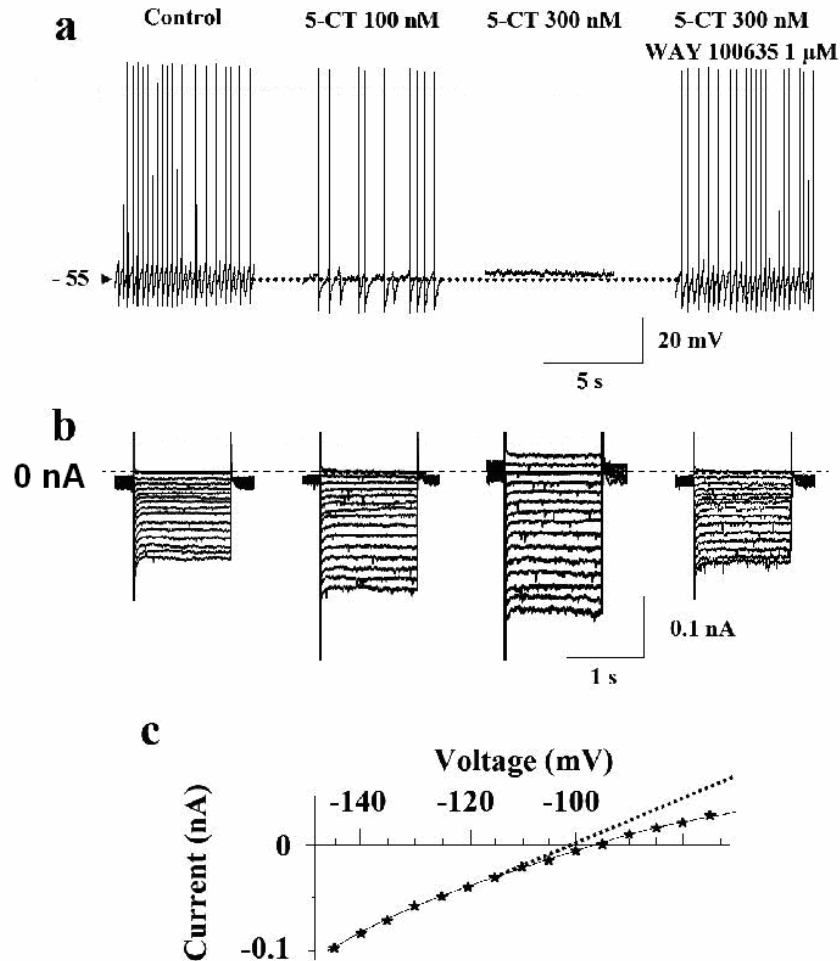 a
Control
5-CT 100 nM
5-CT 300 nM
5-CT 300 nM
WAY 100635 1 µM
- 55
20 mV
5 s
b
0 nA
0.1 nA
1 s
c
Voltage (mV)
-140
-120
-100
Current (nA)
0
-0.1